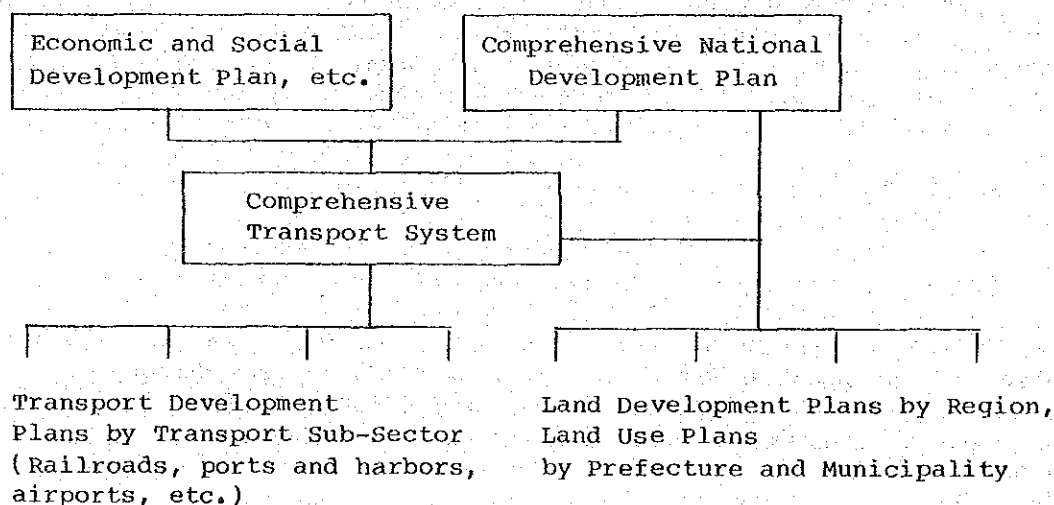 Economic and Social
Development Plan, etc.
Comprehensive National
Development Plan
Comprehensive
Transport System
Transport Development
Plans by Transport Sub-Sector
(Railroads, ports and harbors,
airports, etc.)
Land Development Plans by Region,
Land Use Plans
by Prefecture and Municipality